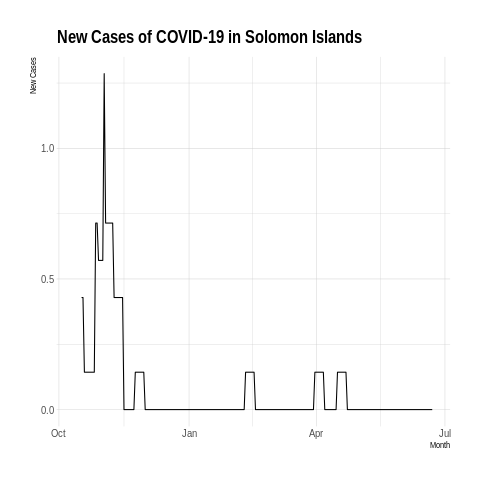 New Cases of COVID-19 in Solomon Islands
New Cases
1.0
0.5
0.0
Oct
Jan
Apr
Jul
Month